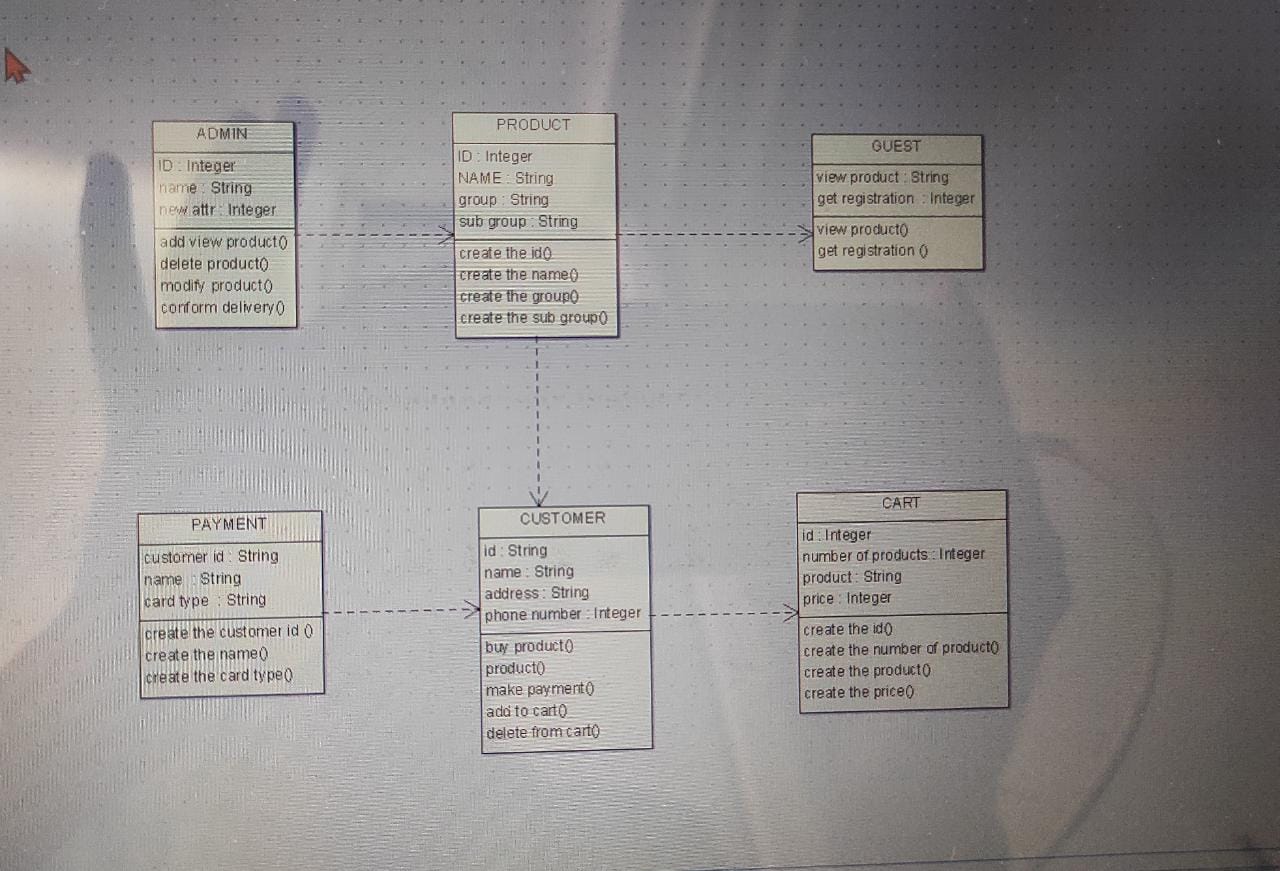 ADMIN
ID : Integer
name : String
new attr : Integer
add view product()
delete product()
modify product()
conform delivery()
PRODUCT
ID : Integer
NAME : String
group : String
sub group : String
create the id()
create the name()
create the group()
create the sub group()
GUEST
view product : String
get registration : Integer
view product()
get registration ()
PAYMENT
customer id : String
name : String
card type : String
create the customer id ()
create the name()
create the card type()
CUSTOMER
id : String
name : String
address : String
phone number : Integer
buy product()
product()
make payment()
add to cart()
delete from cart()
CART
id : Integer
number of products : Integer
product : String
price : Integer
create the id()
create the number of product()
create the product()
create the price()